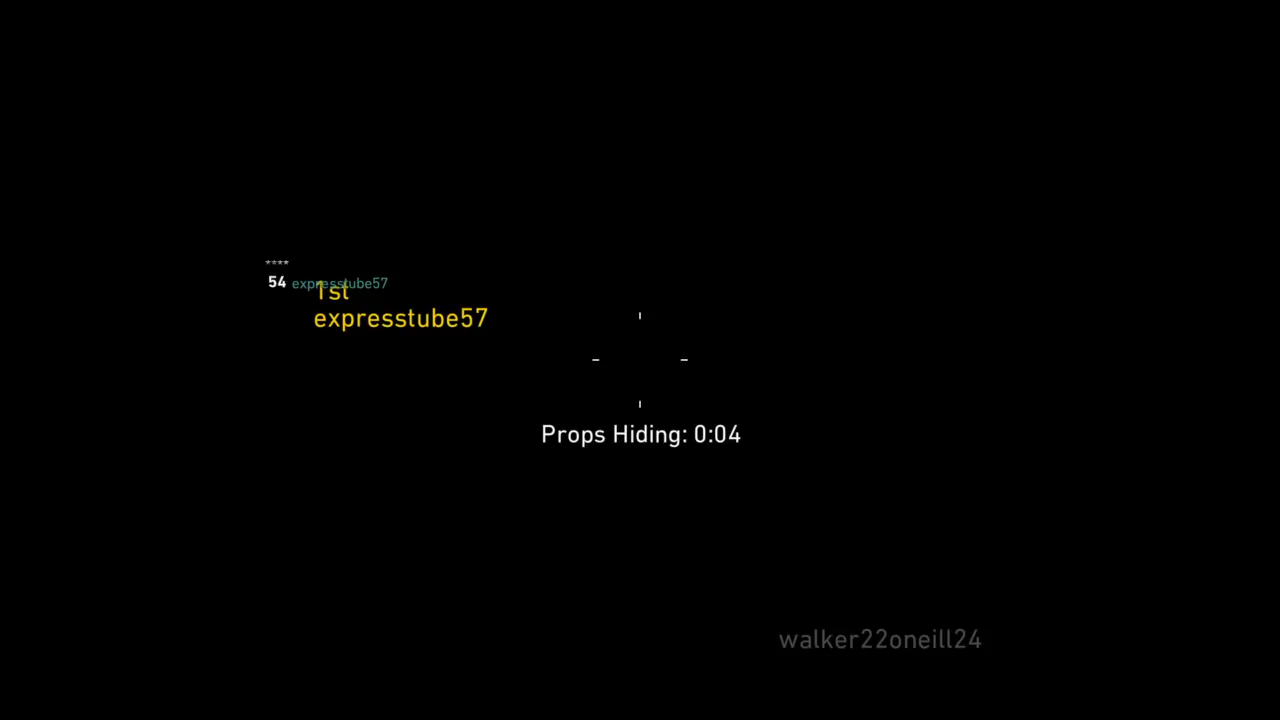 ****
54 expresstube57
1st
expresstube57
Props Hiding: 0:04
walker22oneill24